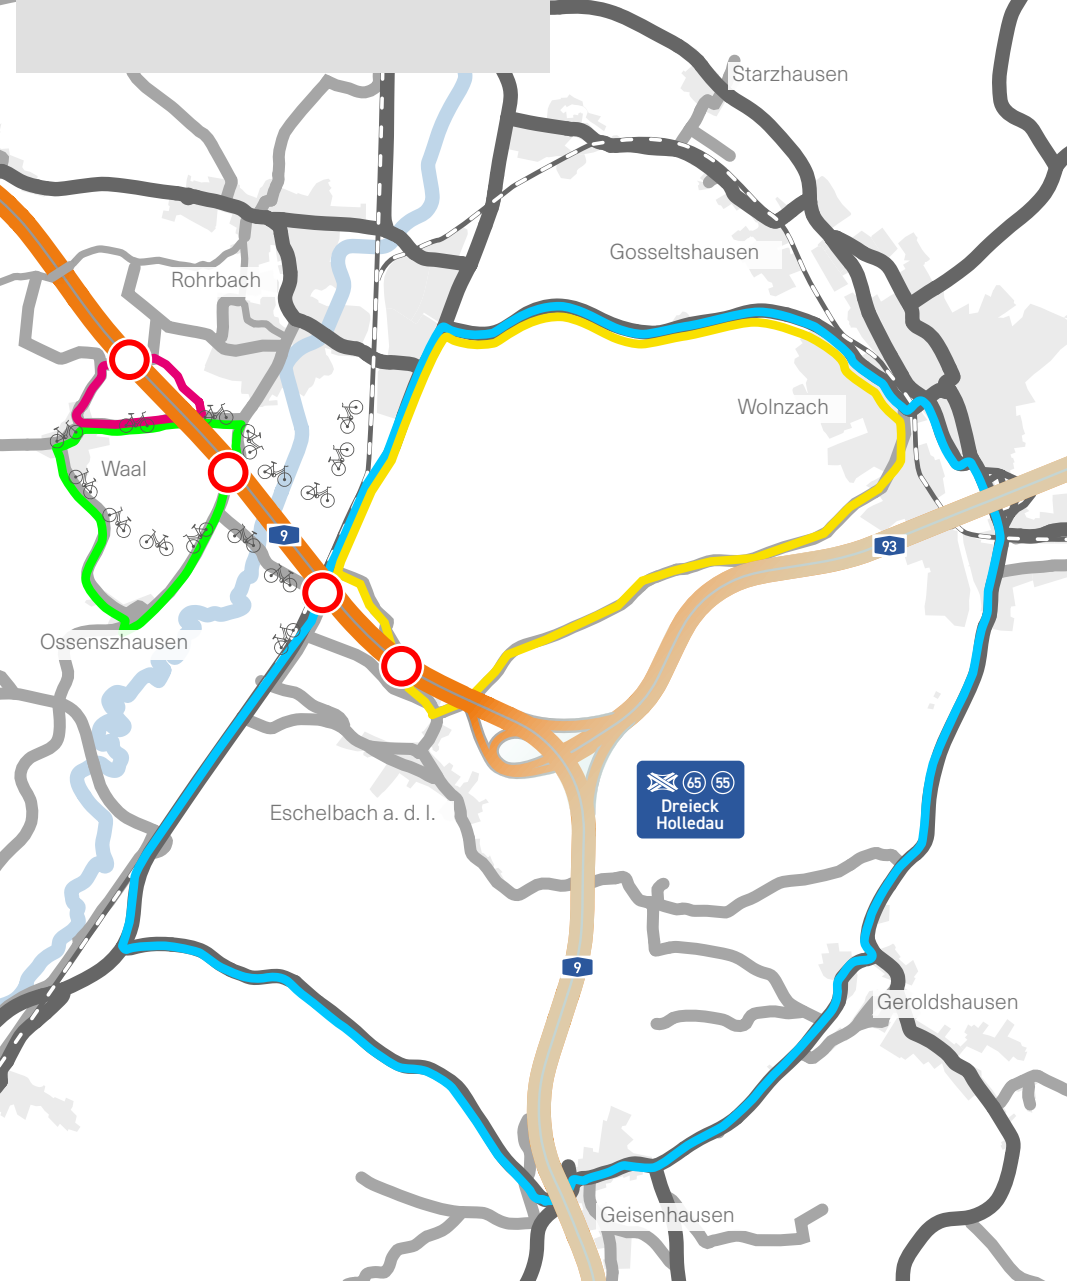 Starzhausen
Gosseltshausen
Rohrbach
Wolnzach
Waal
9
93
Ossenszhausen
65 55
Dreieck
Holledau
Eschelbach a. d. I.
9
Geroldshausen
Geisenhausen